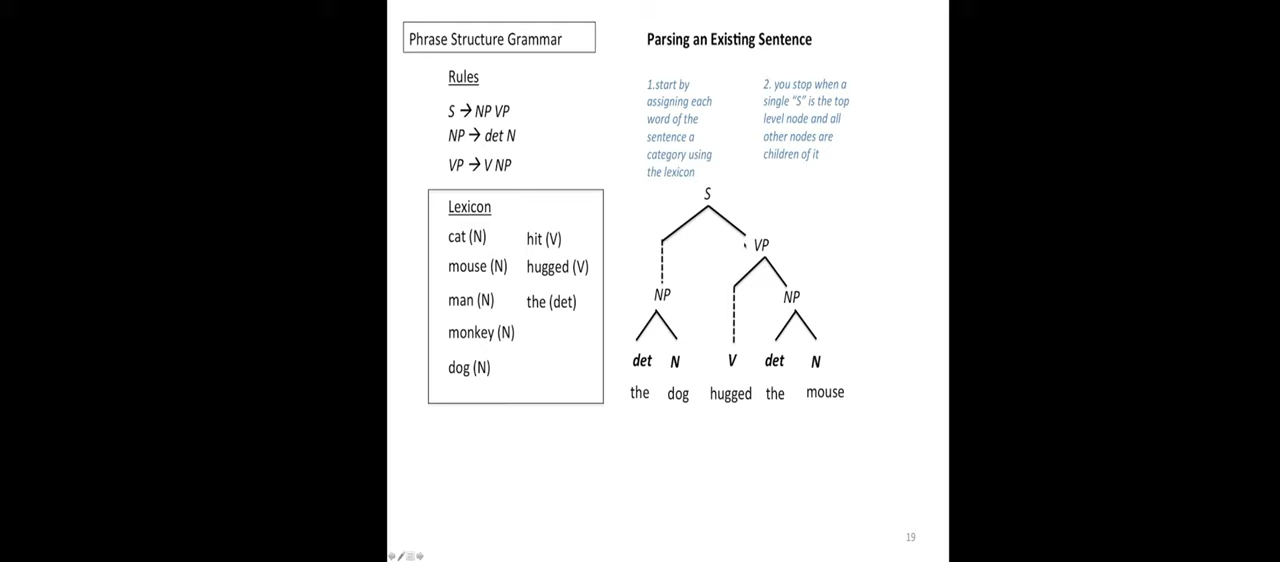 Phrase Structure Grammar
Rules
S → NP VP
NP → det N
VP → V NP
Lexicon
cat (N) hit (V)
mouse (N) hugged (V)
man (N) the (det)
monkey (N)
dog (N)
Parsing an Existing Sentence
1.start by
assigning each
word of the
sentence a
category using
the lexicon
2. you stop when a
single "S" is the top
level node and all
other nodes are
children of it
S
VP
NP NP
det N V det N
the dog hugged the mouse
19